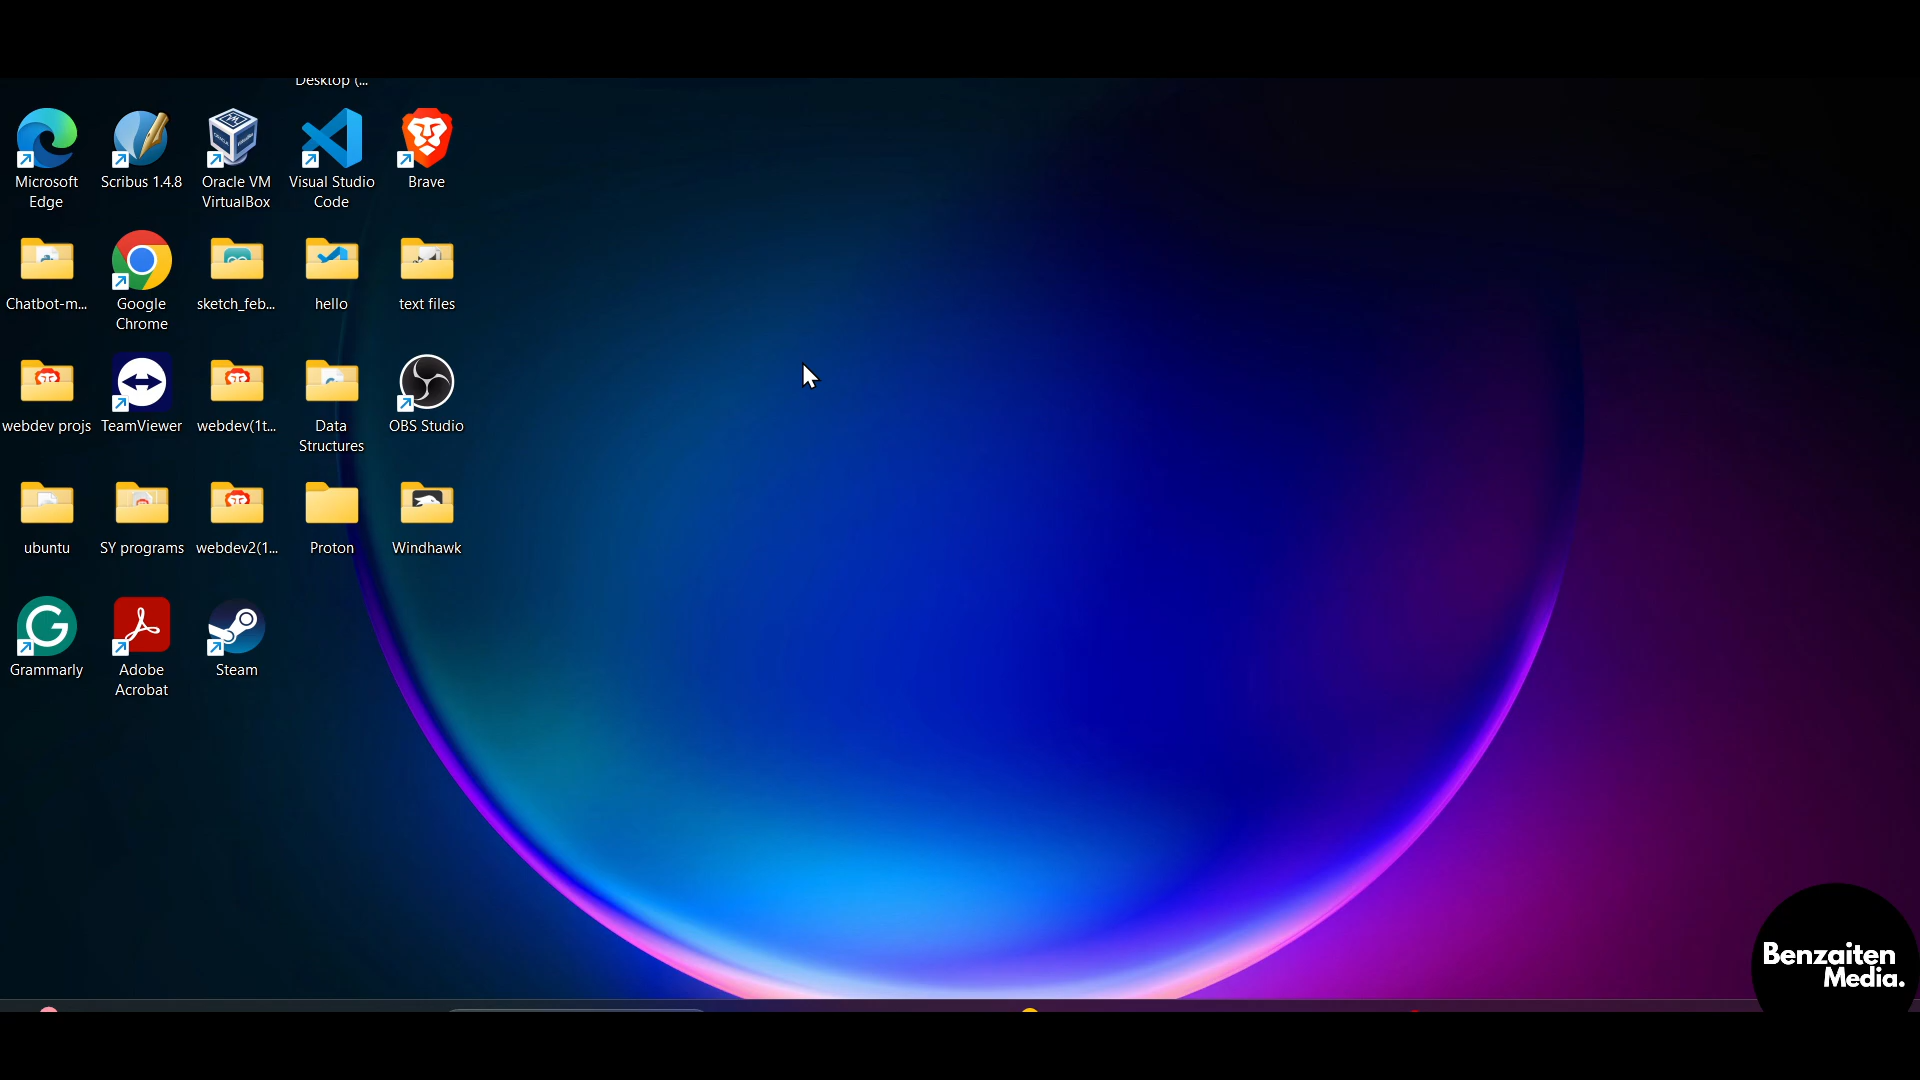 Desktop (...
Microsoft
Edge
Scribus 1.4.8
Oracle VM
VirtualBox
Visual Studio
Code
Brave
Chatbot-m...
Google
Chrome
sketch_feb...
hello
text files
webdev projs
TeamViewer
webdev(1t...
Data
Structures
OBS Studio
ubuntu
SY programs
webdev2(1...
Proton
Windhawk
Grammarly
Adobe
Acrobat
Steam
Benzaiten
Media.